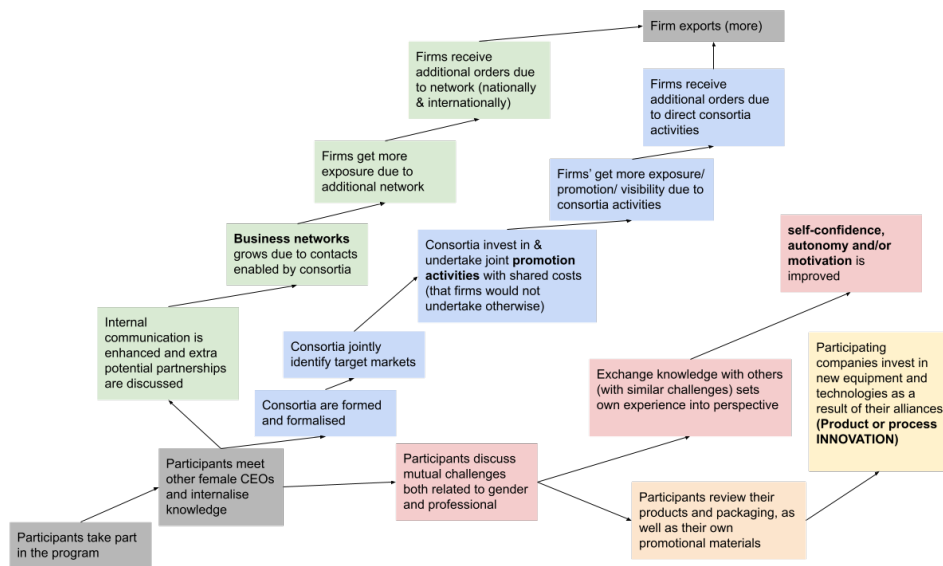 Firm exports (more)
Firms receive
additional orders due
to network (nationally
& internationally)
Firms receive
additional orders due
to direct consortia
activities
Firms get more
exposure due to
additional network
Firms' get more exposure/
promotion/ visibility due to
consortia activities
Business networks
grows due to contacts
enabled by consortia
Consortia invest in &
undertake joint promotion
activities with shared costs
(that firms would not
undertake otherwise)
self-confidence,
autonomy and/or
motivation is
improved
Internal
communication is
enhanced and extra
potential partnerships
are discussed
Consortia jointly
identify target markets
Exchange knowledge with others
(with similar challenges) sets
own experience into perspective
Participating
companies invest in
new equipment and
technologies as a
result of their alliances
(Product or process
INNOVATION)
Consortia are formed
and formalised
Participants meet
other female CEOs
and internalise
knowledge
Participants discuss
mutual challenges
both related to gender
and professional
Participants review their
products and packaging, as
well as their own
promotional materials
Participants take part
in the program